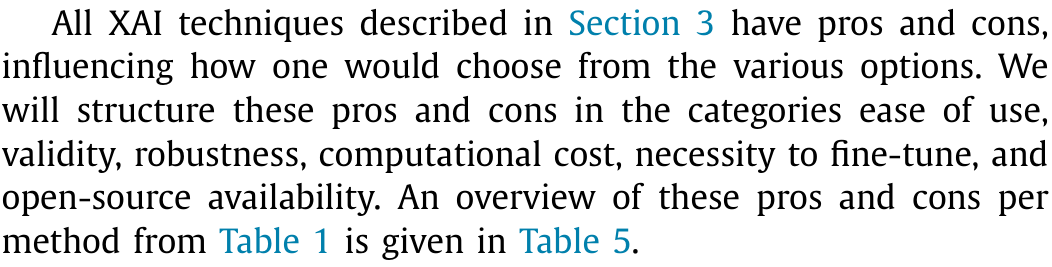 All XAI techniques described in Section 3 have pros and cons,
influencing how one would choose from the various options. We
will structure these pros and cons in the categories ease of use,
validity, robustness, computational cost, necessity to fine-tune, and
open-source availability. An overview of these pros and cons per
method from Table 1 is given in Table 5.